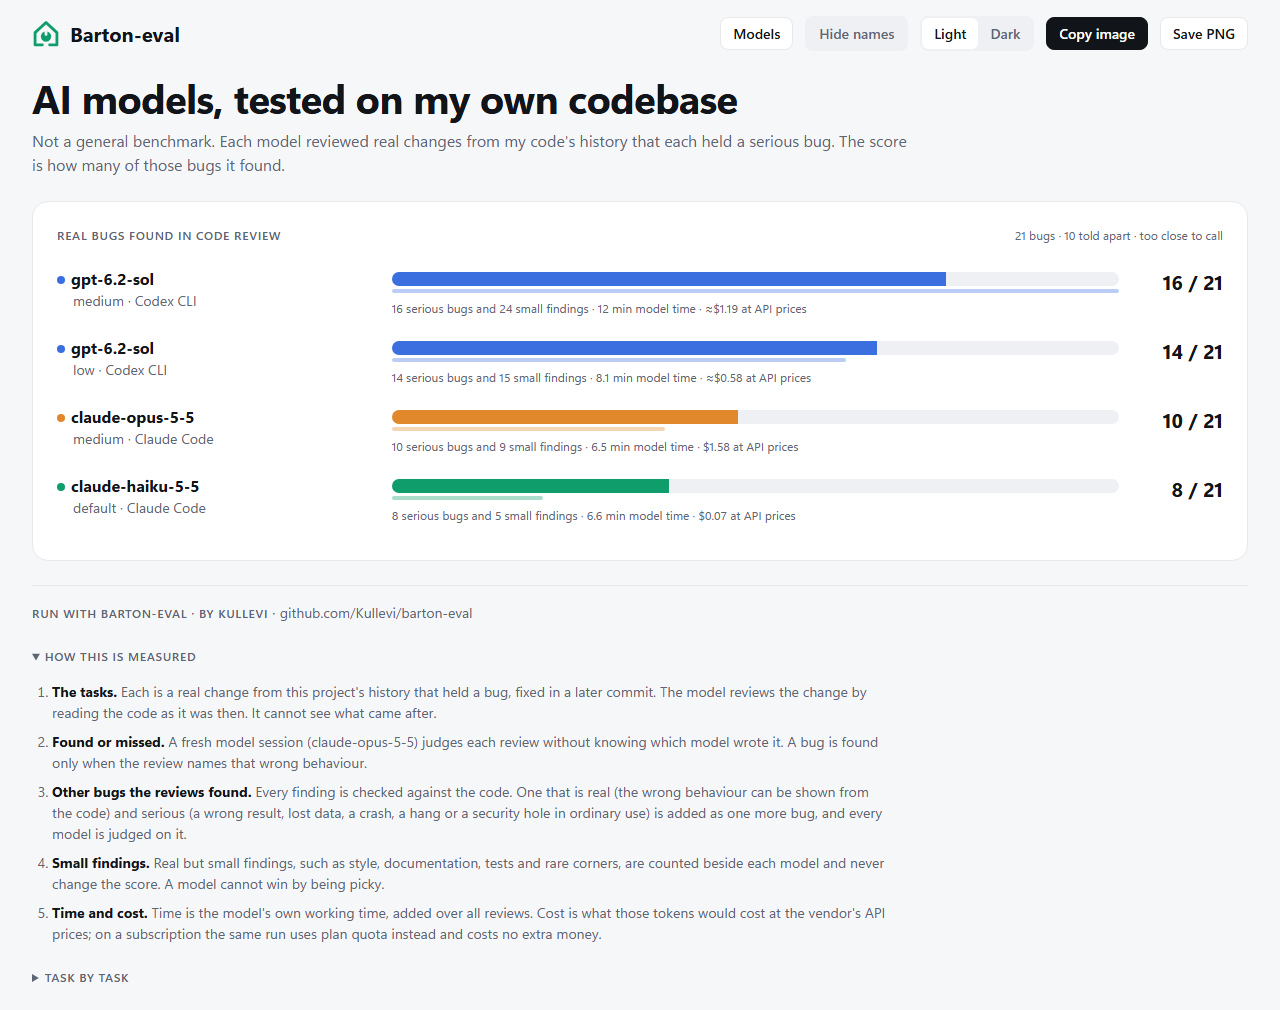 Barton-eval
Models
Hide names
Light
Dark
Copy image
Save PNG
AI models, tested on my own codebase
Not a general benchmark. Each model reviewed real changes from my code's history that each held a serious bug. The score
is how many of those bugs it found.
REAL BUGS FOUND IN CODE REVIEW
21 bugs · 10 told apart · too close to call
gpt-6.2-sol
medium · Codex CLI
16 serious bugs and 24 small findings · 12 min model time · ≈$1.19 at API prices
16 / 21
gpt-6.2-sol
low · Codex CLI
14 serious bugs and 15 small findings · 8.1 min model time · ≈$0.58 at API prices
14 / 21
claude-opus-5-5
medium · Claude Code
10 serious bugs and 9 small findings · 6.5 min model time · $1.58 at API prices
10 / 21
claude-haiku-5-5
default · Claude Code
8 serious bugs and 5 small findings · 6.6 min model time · $0.07 at API prices
8 / 21
RUN WITH BARTON-EVAL · BY KULLEVI · github.com/Kullevi/barton-eval
▼ HOW THIS IS MEASURED
1. The tasks. Each is a real change from this project's history that held a bug, fixed in a later commit. The model reviews the change by
reading the code as it was then. It cannot see what came after.
2. Found or missed. A fresh model session (claude-opus-5-5) judges each review without knowing which model wrote it. A bug is found
only when the review names that wrong behaviour.
3. Other bugs the reviews found. Every finding is checked against the code. One that is real (the wrong behaviour can be shown from
the code) and serious (a wrong result, lost data, a crash, a hang or a security hole in ordinary use) is added as one more bug, and every
model is judged on it.
4. Small findings. Real but small findings, such as style, documentation, tests and rare corners, are counted beside each model and never
change the score. A model cannot win by being picky.
5. Time and cost. Time is the model's own working time, added over all reviews. Cost is what those tokens would cost at the vendor's API
prices; on a subscription the same run uses plan quota instead and costs no extra money.
▶ TASK BY TASK